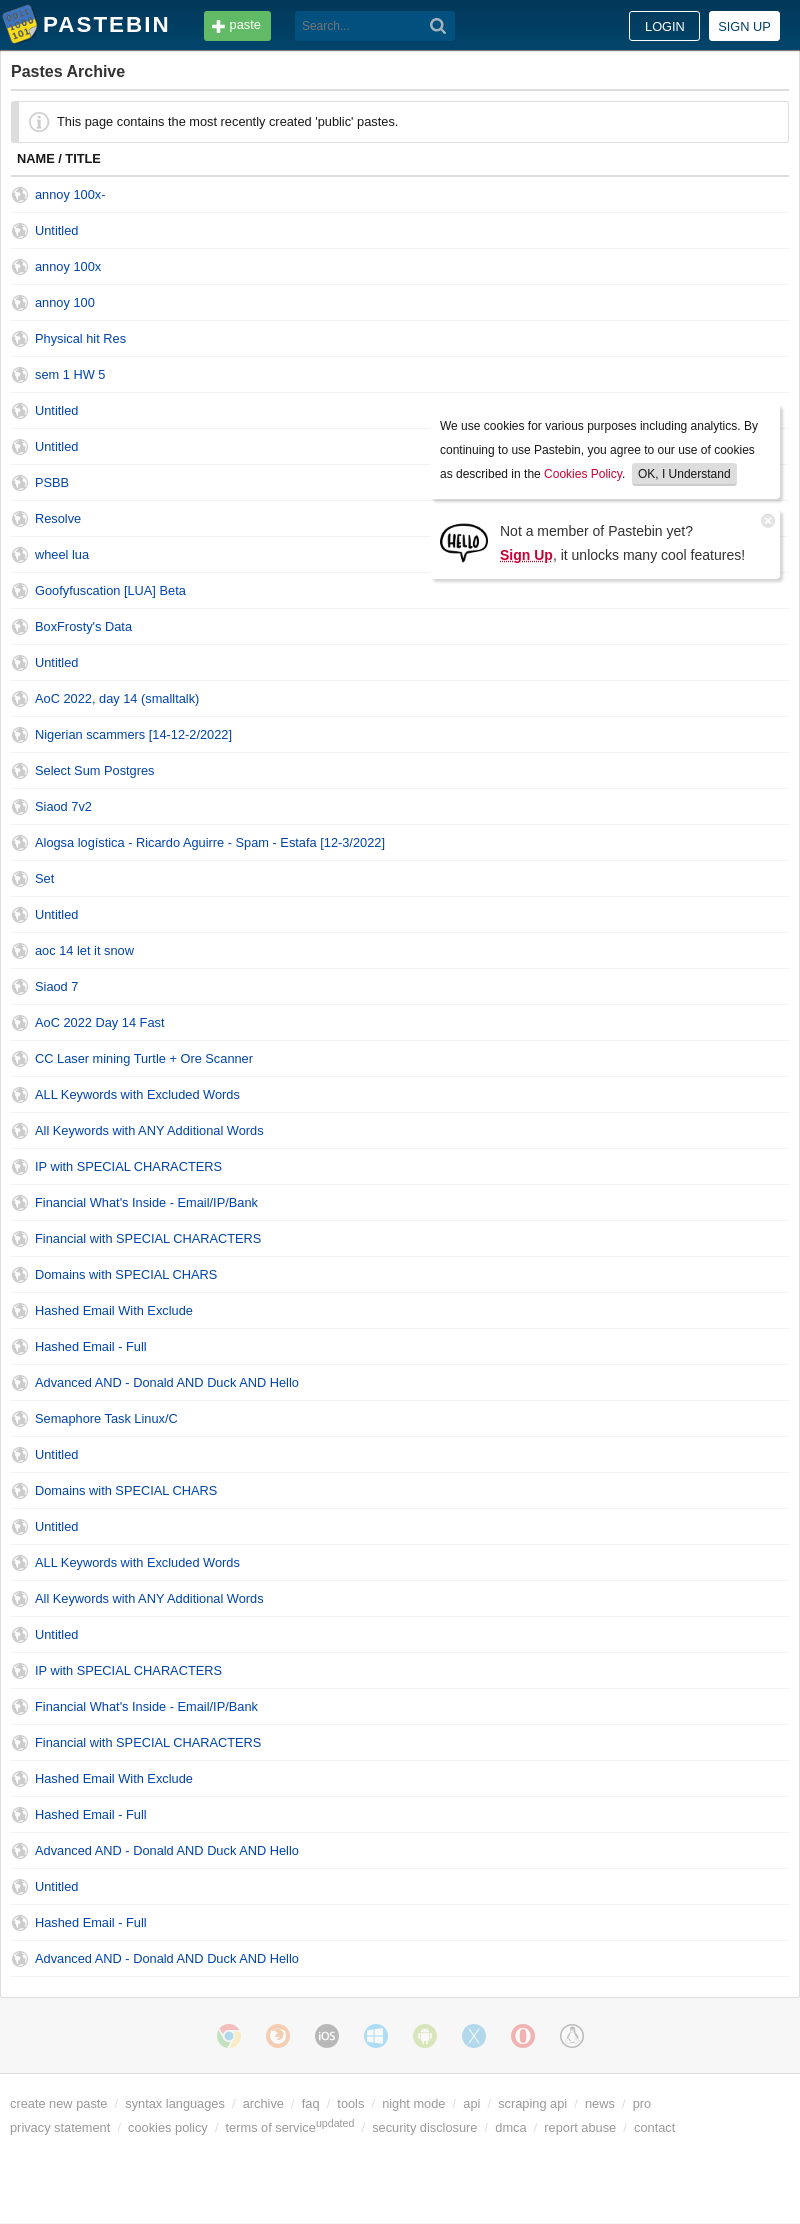 PASTEBIN paste Search... LOGIN SIGN UP
Pastes Archive
This page contains the most recently created 'public' pastes.
NAME / TITLE
annoy 100x-
Untitled
annoy 100x
annoy 100
Physical hit Res
sem 1 HW 5
Untitled
Untitled
PSBB
Resolve
wheel lua
Goofyfuscation [LUA] Beta
BoxFrosty's Data
Untitled
AoC 2022, day 14 (smalltalk)
Nigerian scammers [14-12-2/2022]
Select Sum Postgres
Siaod 7v2
Alogsa logística - Ricardo Aguirre - Spam - Estafa [12-3/2022]
Set
Untitled
aoc 14 let it snow
Siaod 7
AoC 2022 Day 14 Fast
CC Laser mining Turtle + Ore Scanner
ALL Keywords with Excluded Words
All Keywords with ANY Additional Words
IP with SPECIAL CHARACTERS
Financial What's Inside - Email/IP/Bank
Financial with SPECIAL CHARACTERS
Domains with SPECIAL CHARS
Hashed Email With Exclude
Hashed Email - Full
Advanced AND - Donald AND Duck AND Hello
Semaphore Task Linux/C
Untitled
Domains with SPECIAL CHARS
Untitled
ALL Keywords with Excluded Words
All Keywords with ANY Additional Words
Untitled
IP with SPECIAL CHARACTERS
Financial What's Inside - Email/IP/Bank
Financial with SPECIAL CHARACTERS
Hashed Email With Exclude
Hashed Email - Full
Advanced AND - Donald AND Duck AND Hello
Untitled
Hashed Email - Full
Advanced AND - Donald AND Duck AND Hello
We use cookies for various purposes including analytics. By
continuing to use Pastebin, you agree to our use of cookies
as described in the Cookies Policy. OK, I Understand
HELLO
Not a member of Pastebin yet?
Sign Up, it unlocks many cool features!
iOS
create new paste / syntax languages / archive / faq / tools / night mode / api / scraping api / news / pro
privacy statement / cookies policy / terms of service updated / security disclosure / dmca / report abuse / contact